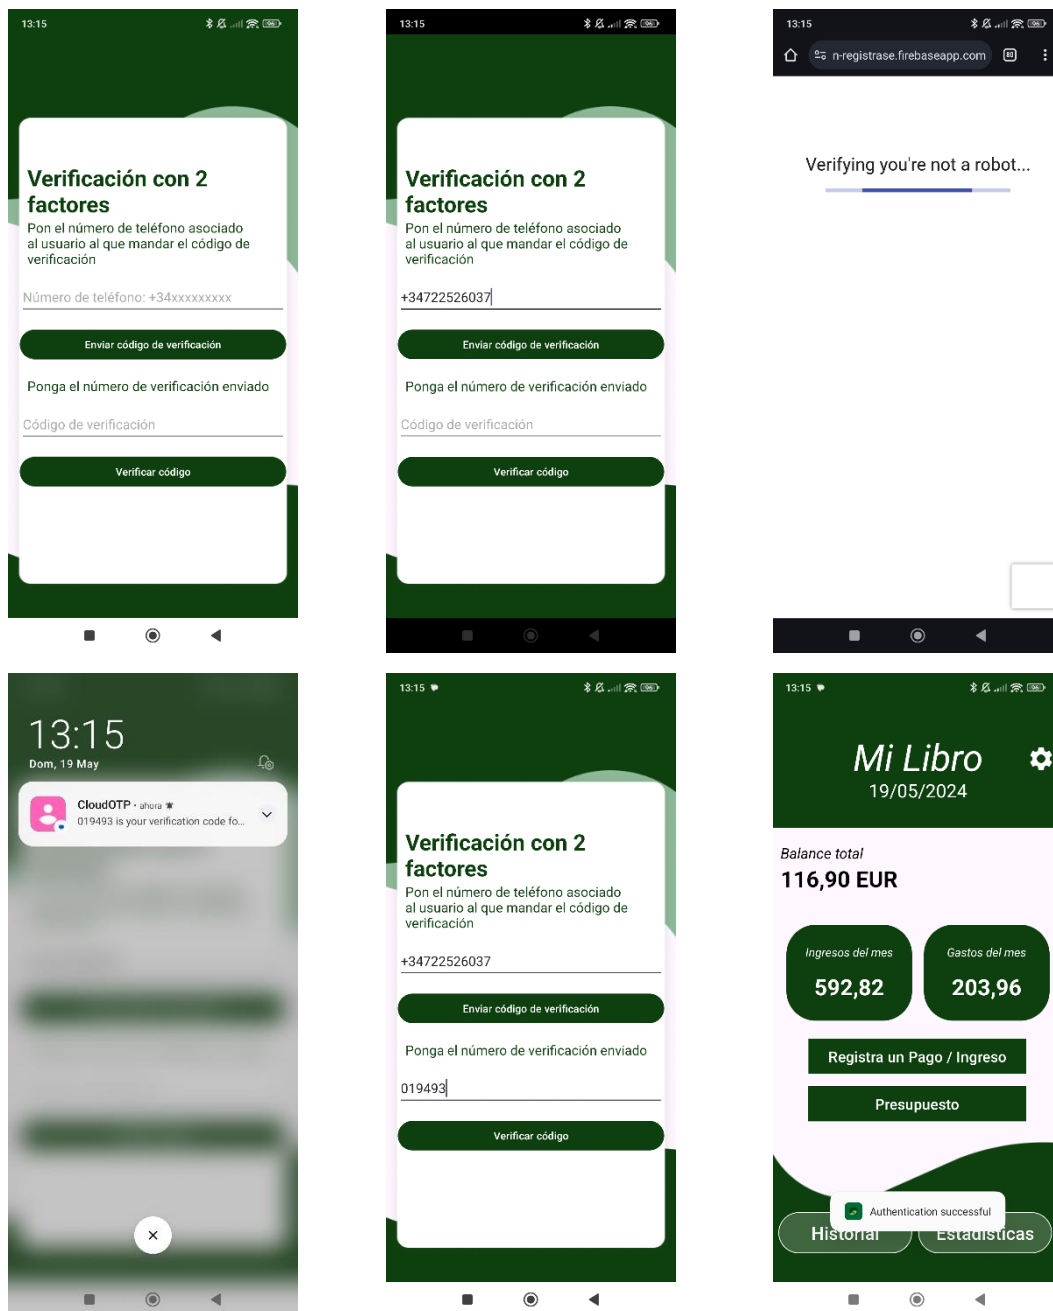 13:15
Verificación con 2
factores
Pon el número de teléfono asociado
al usuario al que mandar el código de
verificación
Número de teléfono: +34xxxxxxxxx
Enviar código de verificación
Ponga el número de verificación enviado
Código de verificación
Verificar código
13:15
Verificación con 2
factores
Pon el número de teléfono asociado
al usuario al que mandar el código de
verificación
+34722526037
Enviar código de verificación
Ponga el número de verificación enviado
Código de verificación
Verificar código
13:15
n-registrase.firebaseapp.com
80
Verifying you're not a robot...
13:15
Dom, 19 May
CloudOTP · ahora
019493 is your verification code fo...
13:15
Verificación con 2
factores
Pon el número de teléfono asociado
al usuario al que mandar el código de
verificación
+34722526037
Enviar código de verificación
Ponga el número de verificación enviado
019493
Verificar código
13:15
Mi Libro
19/05/2024
Balance total
116,90 EUR
Ingresos del mes
592,82
Gastos del mes
203,96
Registra un Pago / Ingreso
Presupuesto
Authentication successful
Historial
Estadísticas